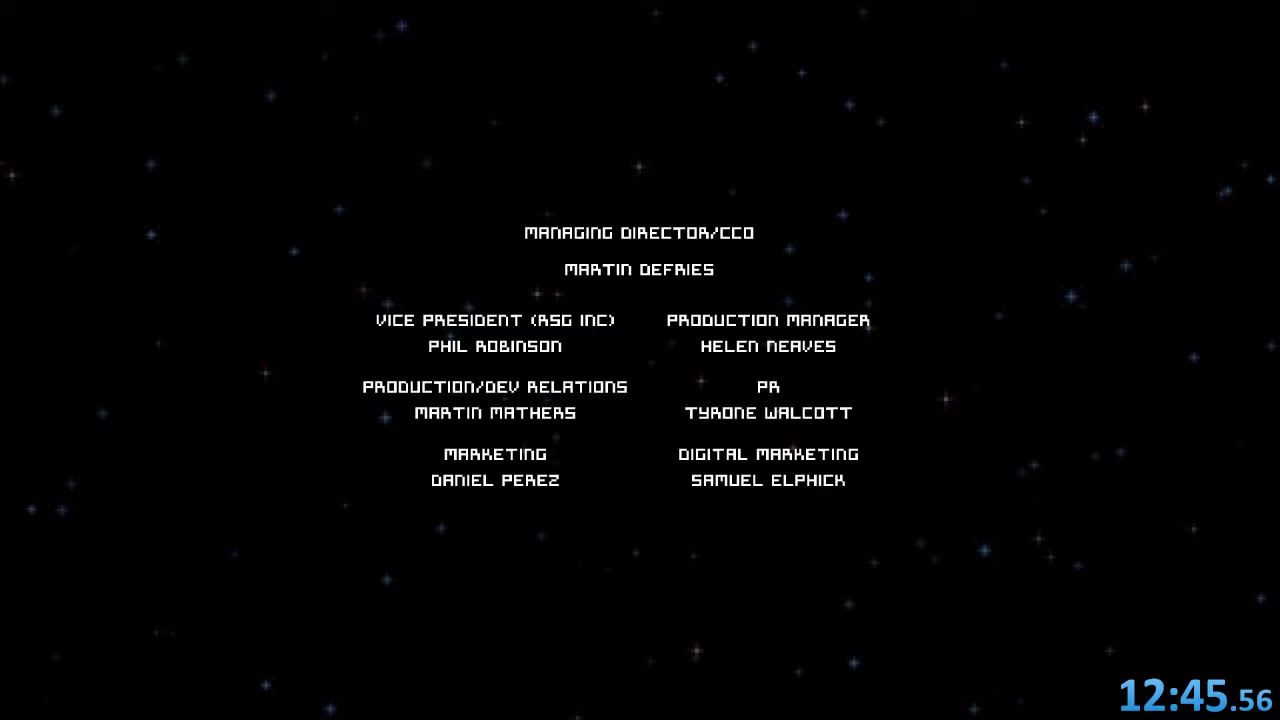 MANAGING DIRECTOR/CCO
MARTIN DEFRIES
VICE PRESIDENT (RSG INC)
PHIL ROBINSON
PRODUCTION MANAGER
HELEN NEAVES
PRODUCTION/DEV RELATIONS
MARTIN MATHERS
PR
TYRONE WALCOTT
MARKETING
DANIEL PEREZ
DIGITAL MARKETING
SAMUEL ELPHICK
12:45.56